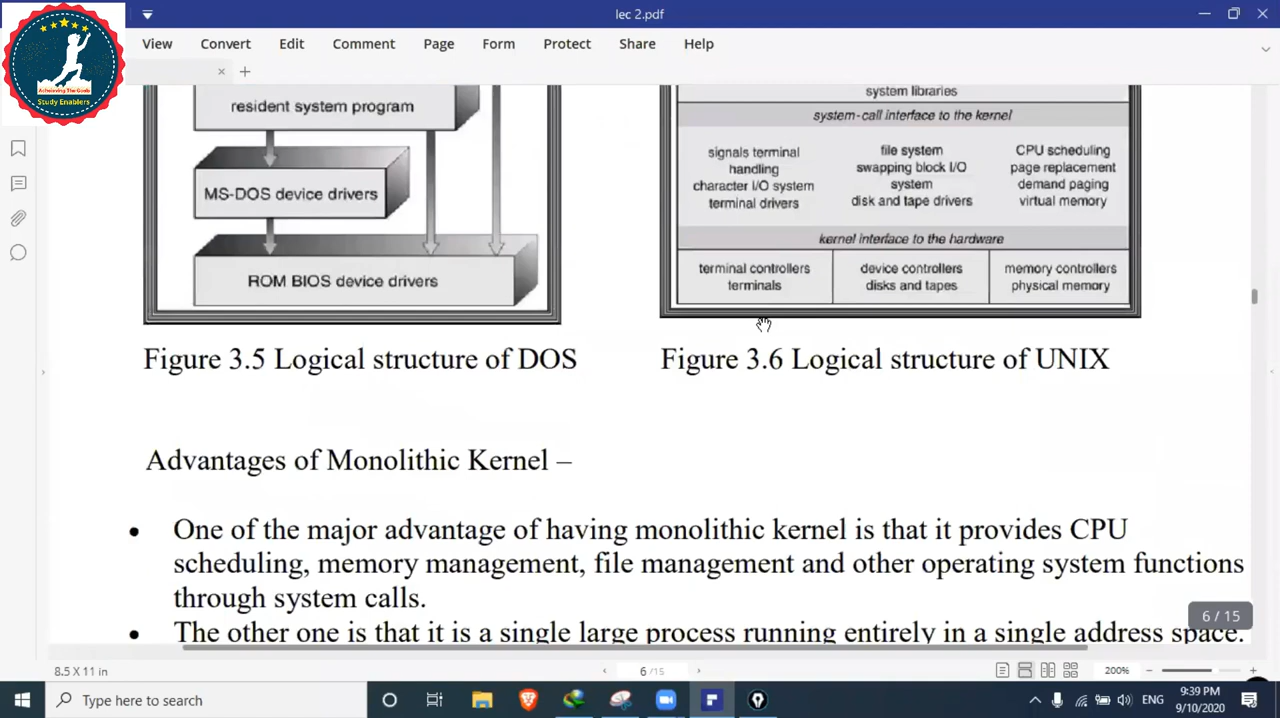 lec 2.pdf
View Convert Edit Comment Page Form Protect Share Help
Acheinving The Goals
Study Enablers
resident system program
MS-DOS device drivers
ROM BIOS device drivers
system libraries
system-call interface to the kernel
signals terminal
handling
character I/O system
terminal drivers
file system
swapping block I/O
system
disk and tape drivers
CPU scheduling
page replacement
demand paging
virtual memory
kernel interface to the hardware
terminal controllers
terminals
device controllers
disks and tapes
memory controllers
physical memory
Figure 3.5 Logical structure of DOS
Figure 3.6 Logical structure of UNIX
Advantages of Monolithic Kernel –
• One of the major advantage of having monolithic kernel is that it provides CPU
scheduling, memory management, file management and other operating system functions
through system calls.
• The other one is that it is a single large process running entirely in a single address space.
6 / 15
8.5 X 11 in
6 /15
200%
Type here to search
ENG
9:39 PM
9/10/2020